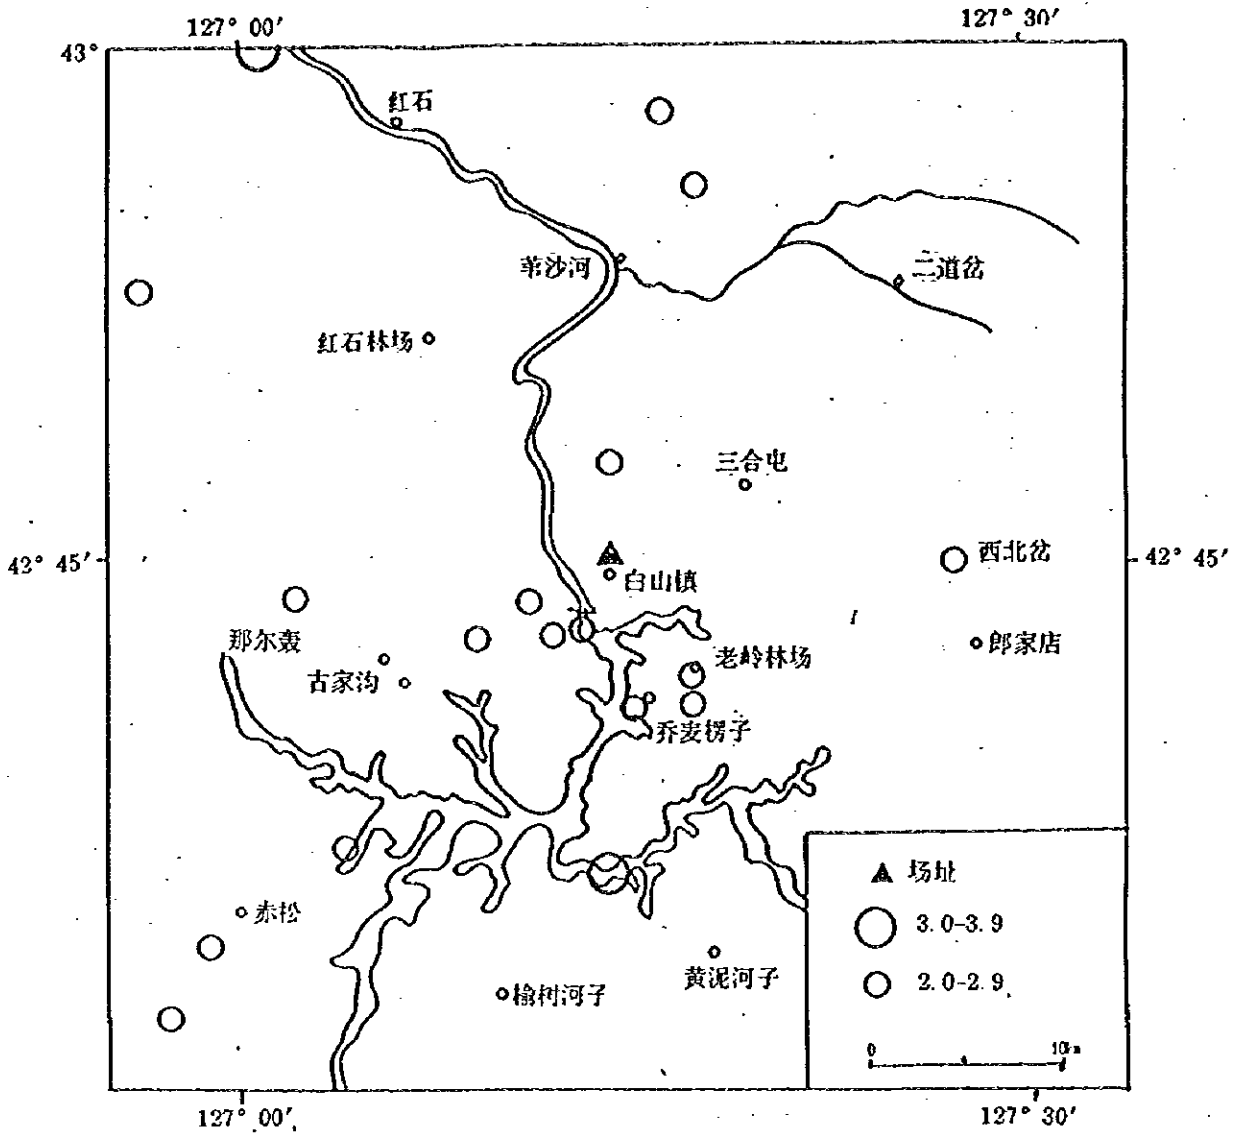 127° 00′
127° 30′
43°
红石
苇沙河
二道岔
红石林场
三合屯
42° 45′
西北岔
42° 45′
白山镇
那尔轰
郎家店
老岭林场
古家沟
乔麦楞子
场址
赤松
3.0-3.9
黄泥河子
2.0-2.9
榆树河子
0
10km
127° 00′
127° 30′